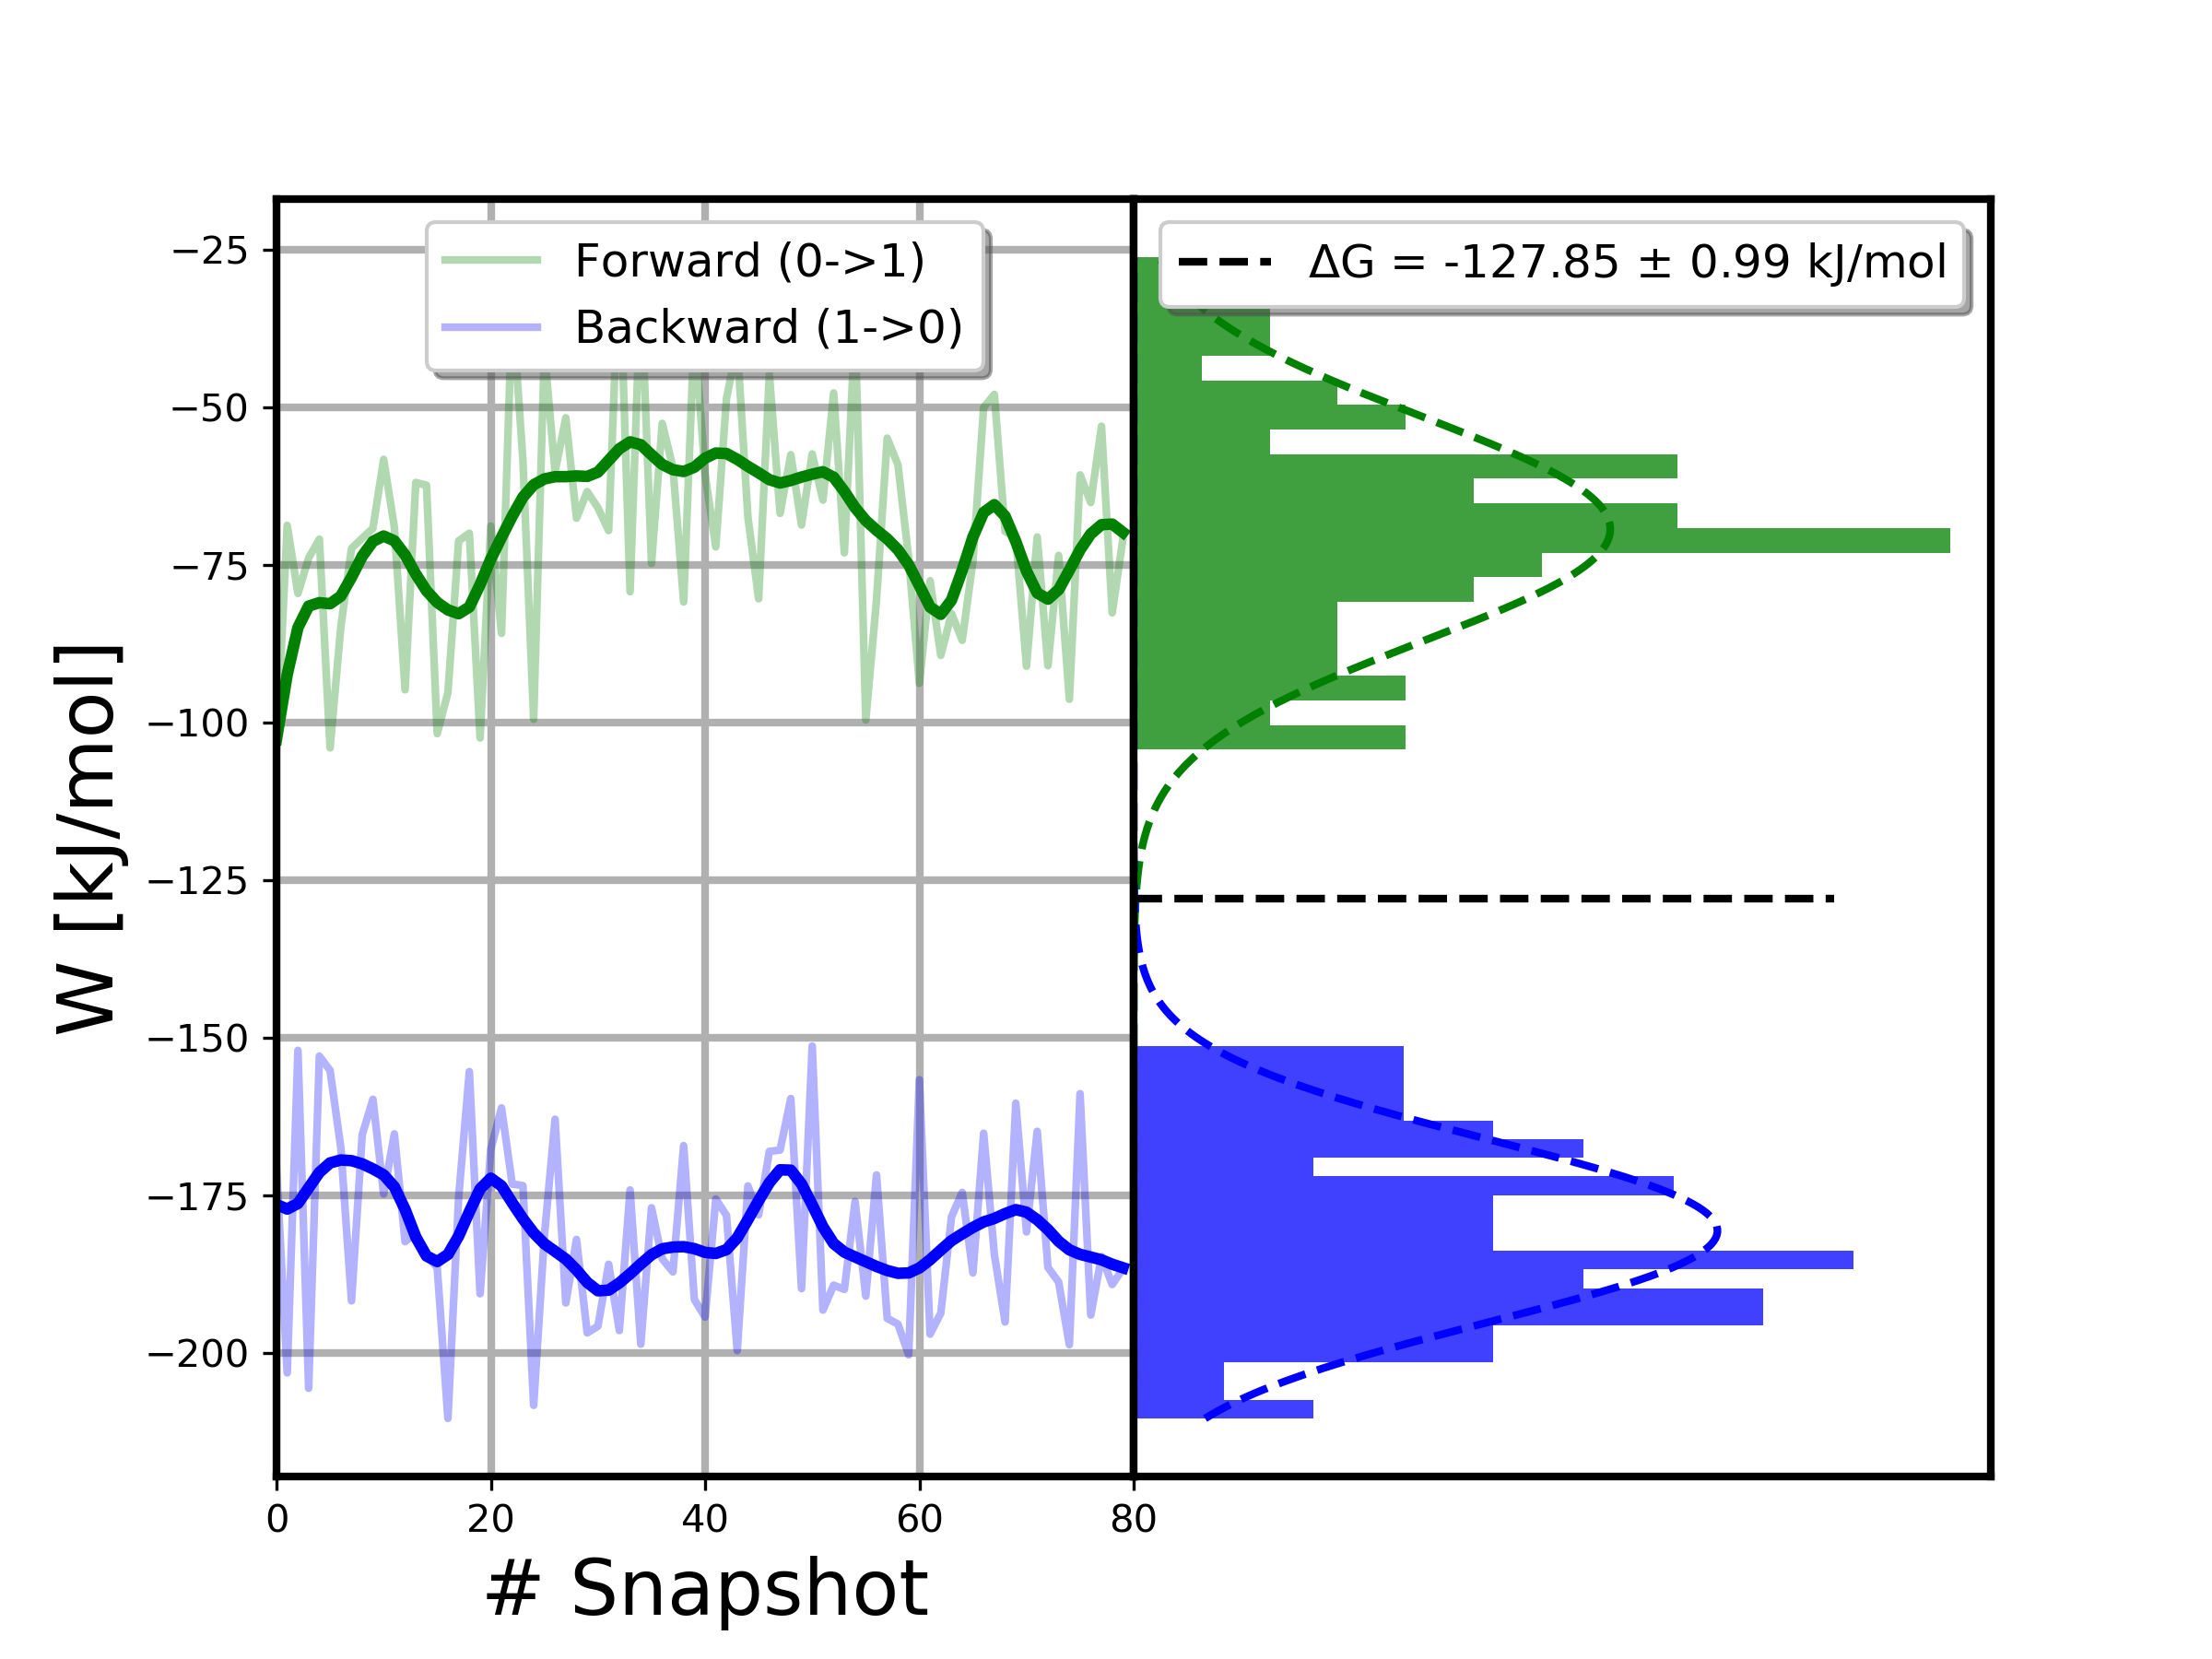 Forward (0->1)
Backward (1->0)
ΔG = -127.85 ± 0.99 kJ/mol
W [kJ/mol]
−25
−50
−75
−100
−125
−150
−175
−200
0 20 40 60 80
# Snapshot